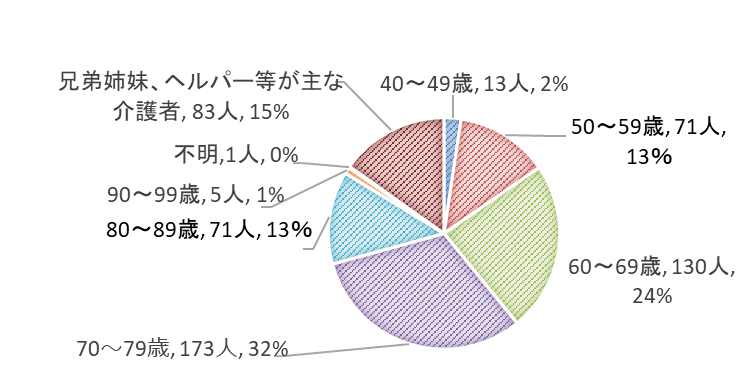 40～49歳, 13人, 2%
50～59歳, 71人,
13%
60～69歳, 130人,
24%
70～79歳, 173人, 32%
80～89歳, 71人, 13%
90～99歳, 5人, 1%
不明,1人, 0%
兄弟姉妹、ヘルパー等が主な
介護者, 83人, 15%